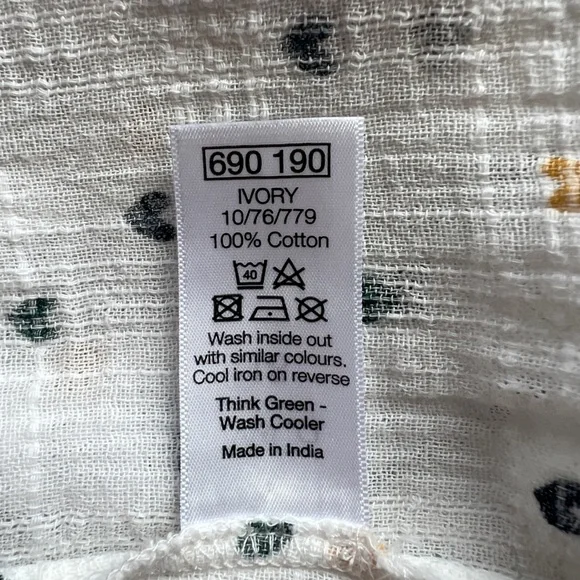 690 190
IVORY
10/76/779
100% Cotton
40
Wash inside out
with similar colours.
Cool iron on reverse
Think Green -
Wash Cooler
Made in India